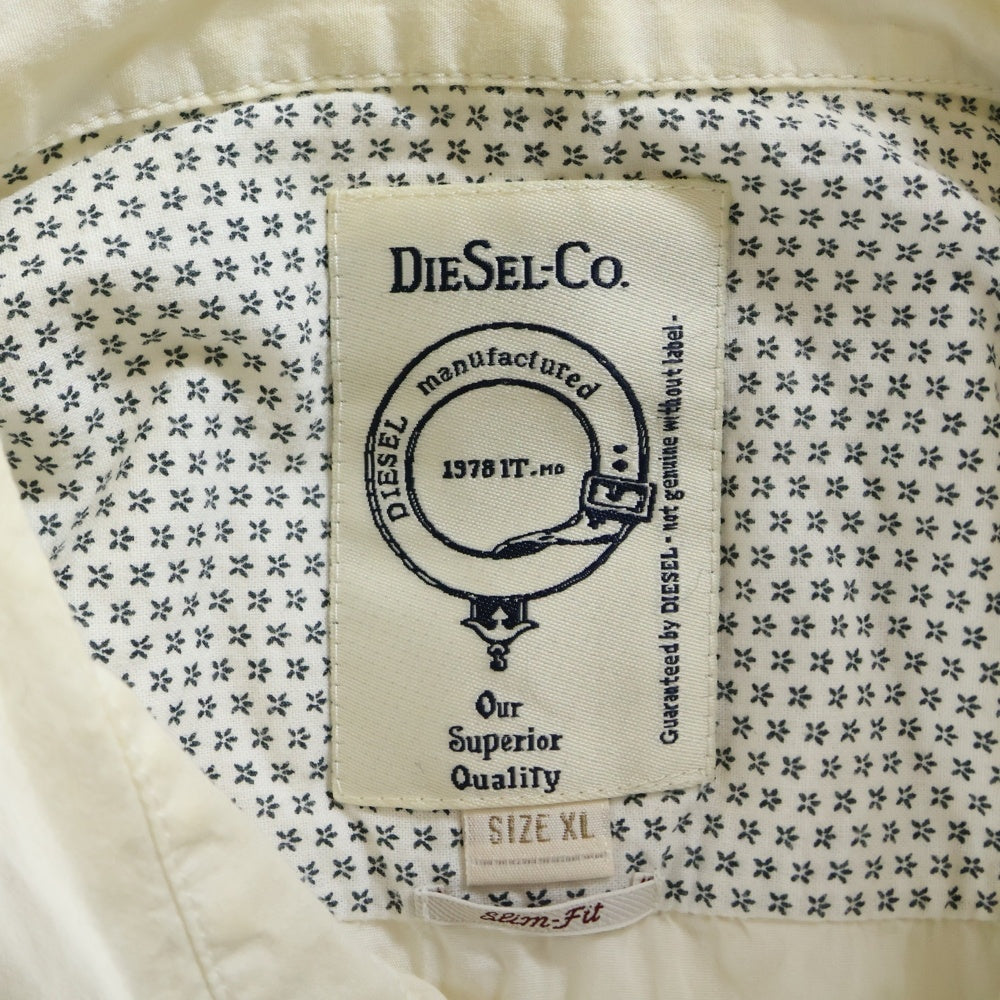 DIESEL-CO.
manufactured
DIESEL
1978 IT.MO
Guaranteed by DIESEL - not genuine without label -
Our
Superior
Quality
SIZE XL
slim-Fit